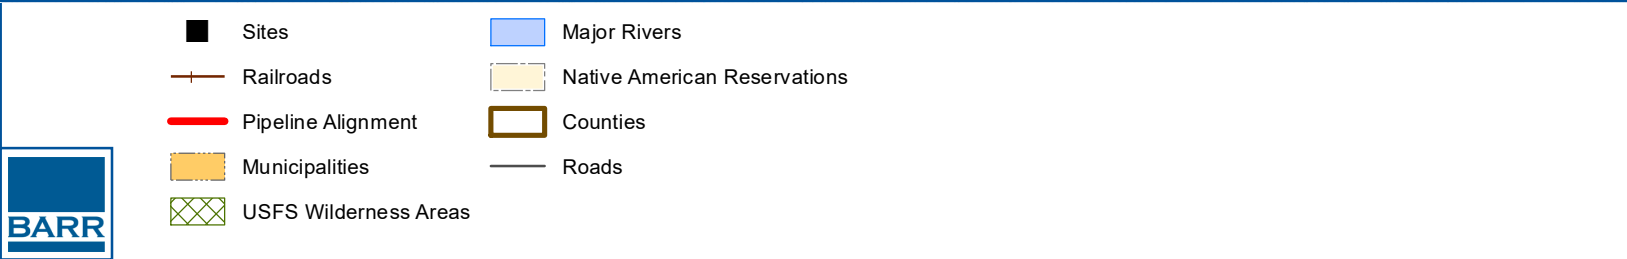 Sites
Railroads
Pipeline Alignment
Municipalities
USFS Wilderness Areas
Major Rivers
Native American Reservations
Counties
Roads
BARR